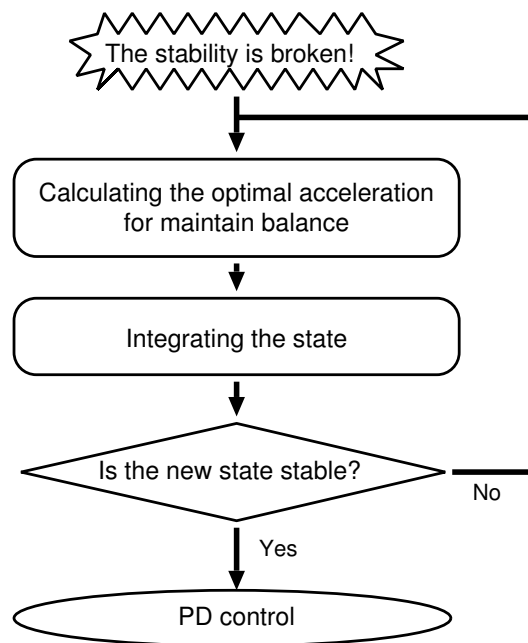 The stability is broken!
Calculating the optimal acceleration
for maintain balance
Integrating the state
Is the new state stable?
No
Yes
PD control